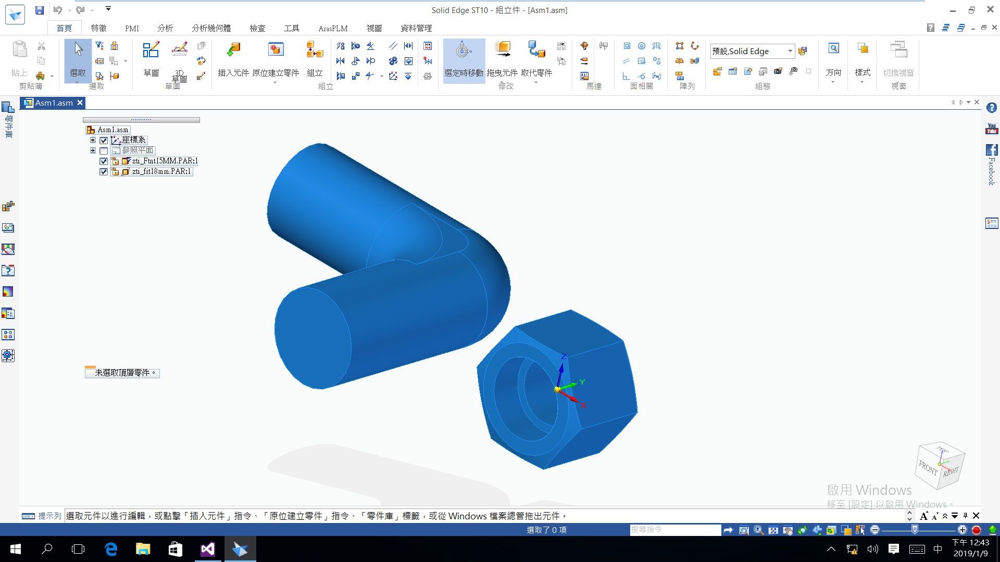 Solid Edge ST10 - 組立件 - [Asm1.asm]
首頁 特徵 PMI 分析 分析幾何體 檢查 工具 ArasPLM 視圖 資料管理
貼上 選取 草圖 3D 草圖 插入元件 原位建立零件 組立 選定時移動 拖曳元件 取代零件 預設,Solid Edge 方向 樣式 切換視窗
剪貼簿 選取 草圖 組立 修改 馬達 面相關 陣列 組態 視窗
Asm1.asm
零件庫
Asm1.asm
座標系
參照平面
zti_Ftnt15MM.PAR:1
zti_fit18mm.PAR:1
未選取頂層零件。
Z
Y
X
You Tube
Facebook
TOP
FRONT
RIGHT
啟用 Windows
移至 [設定] 以啟用 Windows。
提示列 選取元件以進行編輯，或點擊「插入元件」指令、「原位建立零件」指令、「零件庫」標籤，或從 Windows 檔案總管拖出元件。
選取了 0 項 搜尋指令
中 下午 12:43
2019/1/9